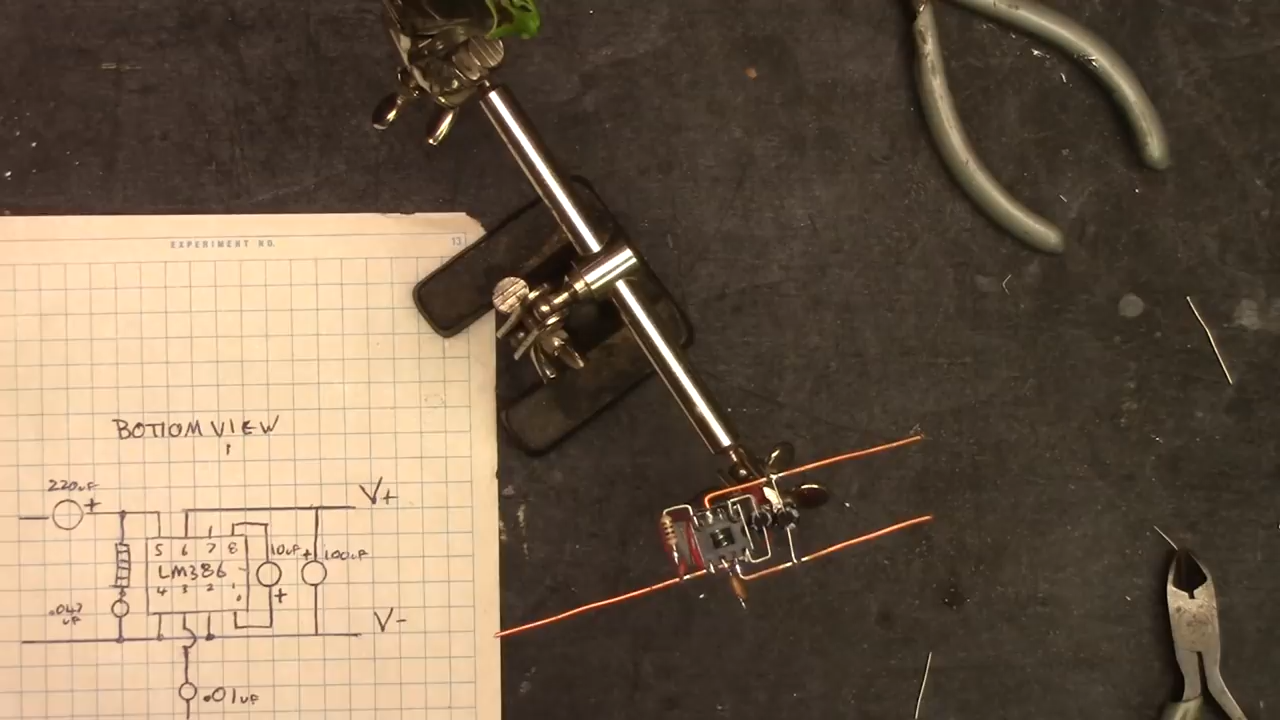 EXPERIMENT NO.
13
BOTTOM VIEW
220uF
+
V+
5 6 7 8
10uF
+
100uF
LM386
4 3 2 1
+
.047
uF
V-
.01uF